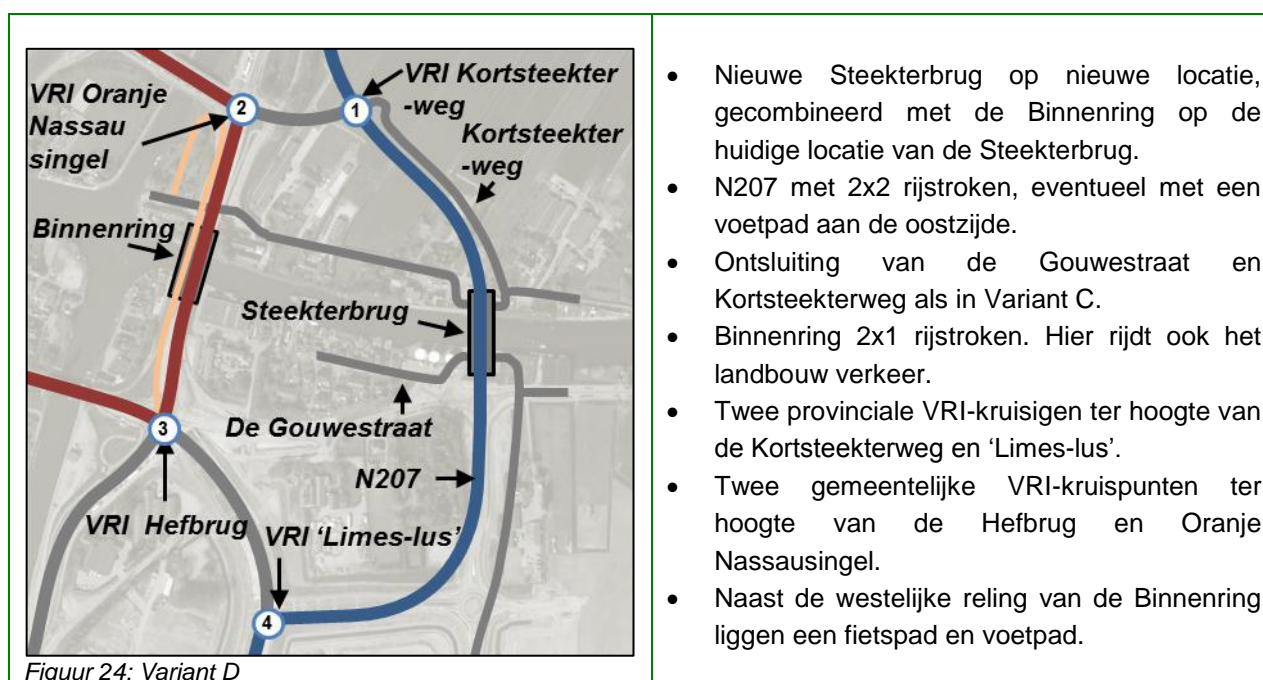 VRI Oranje
Nassau
singel
2
1
VRI Kortsteekter
-weg
Kortsteekter
-weg
Binnenring
Steekterbrug
De Gouwestraat
3
N207
VRI Hefbrug
VRI ‘Limes-lus’
4
Figuur 24: Variant D
• Nieuwe Steekterbrug op nieuwe locatie,
gecombineerd met de Binnenring op de
huidige locatie van de Steekterbrug.
• N207 met 2x2 rijstroken, eventueel met een
voetpad aan de oostzijde.
• Ontsluiting van de Gouwestraat en
Kortsteekterweg als in Variant C.
• Binnenring 2x1 rijstroken. Hier rijdt ook het
landbouw verkeer.
• Twee provinciale VRI-kruisigen ter hoogte van
de Kortsteekterweg en ‘Limes-lus’.
• Twee gemeentelijke VRI-kruispunten ter
hoogte van de Hefbrug en Oranje
Nassausingel.
• Naast de westelijke reling van de Binnenring
liggen een fietspad en voetpad.